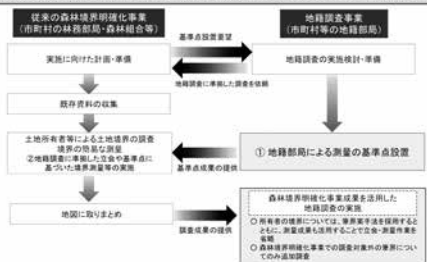 従来の森林境界明確化事業
(市町村の林務部局・森林組合等)
地籍調査事業
(市町村等の地籍部局)
基準点設置要望
実施に向けた計画・準備
地籍調査の実施検討・準備
地籍調査に準拠した調査を依頼
既存資料の収集
土地所有者等による土地境界の調査
境界の簡易な測量
②地籍調査に準拠した立会や基準点に
基づいた境界測量等の実施
① 地籍部局による測量の基準点設置
基準点成果の提供
地図に取りまとめ
調査成果の提供
森林境界明確化事業成果を活用した
地籍調査の実施
○ 所有者の境界については、筆界案手法を採用すると
ともに、測量成果も活用することで立会・測量作業を
省略
○ 森林境界明確化事業での調査対象外の筆界につい
てのみ追加調査